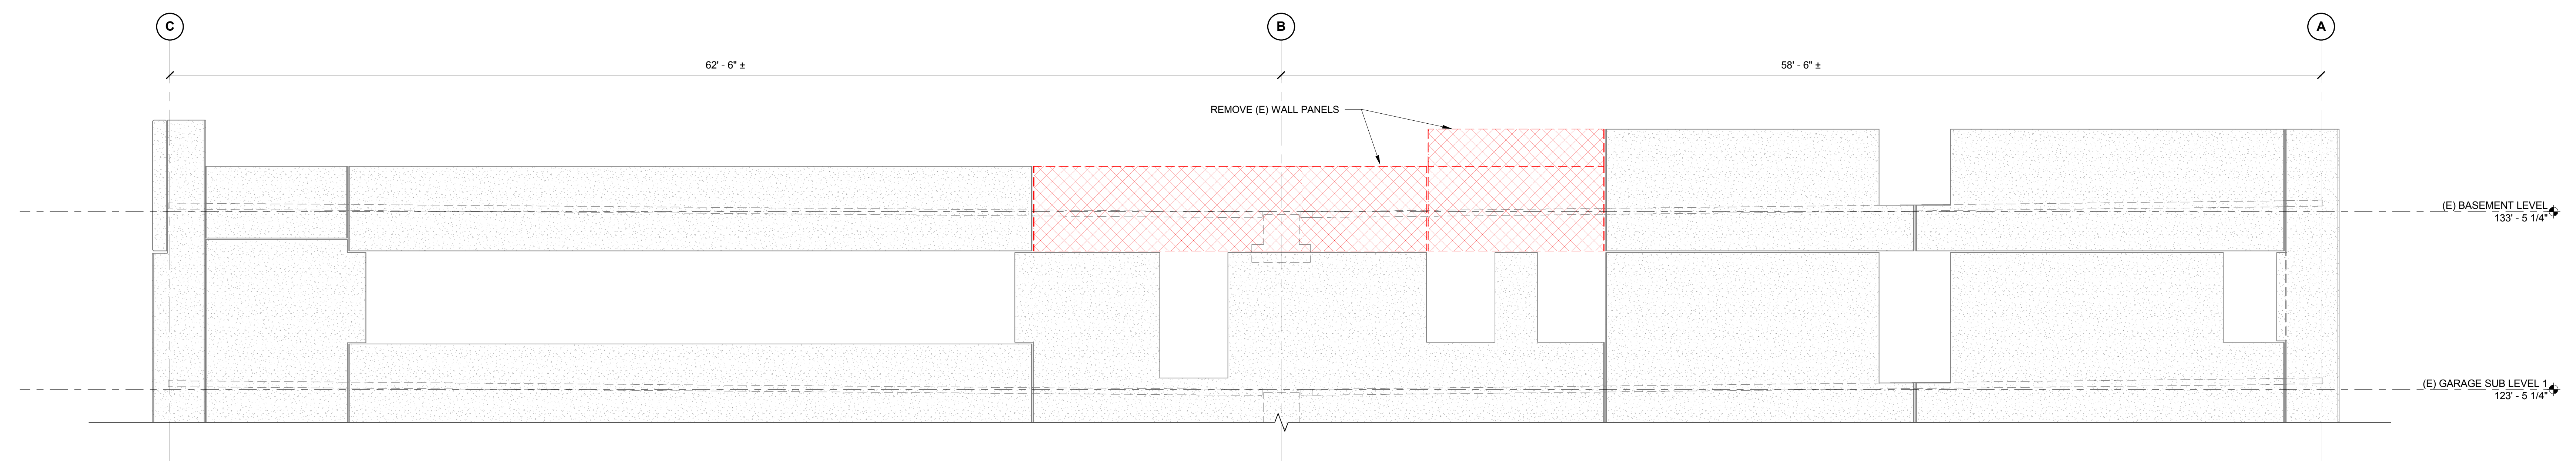 C
B
A
62' - 6" ±
58' - 6" ±
REMOVE (E) WALL PANELS
(E) BASEMENT LEVEL
133' - 5 1/4"
(E) GARAGE SUB LEVEL 1
123' - 5 1/4"